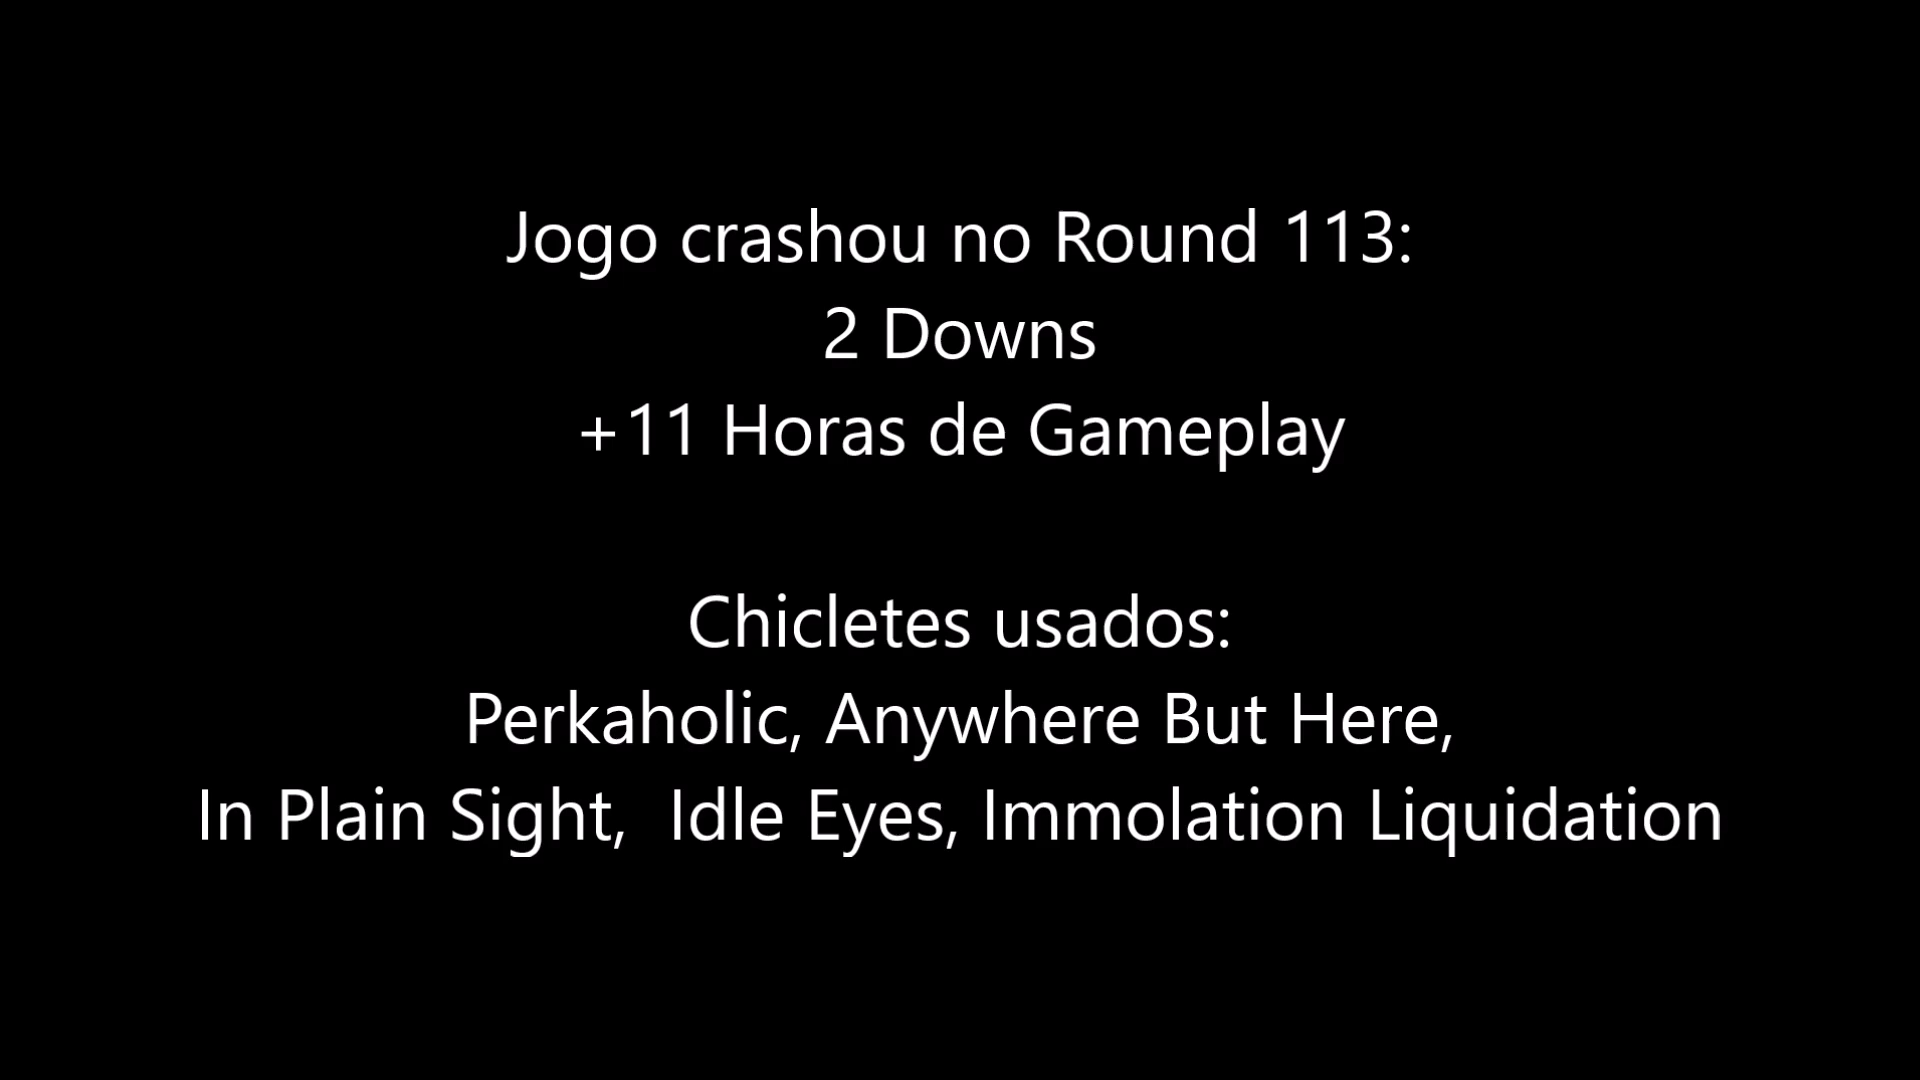 Jogo crashou no Round 113:
2 Downs
+11 Horas de Gameplay
Chicletes usados:
Perkaholic, Anywhere But Here,
In Plain Sight,  Idle Eyes, Immolation Liquidation